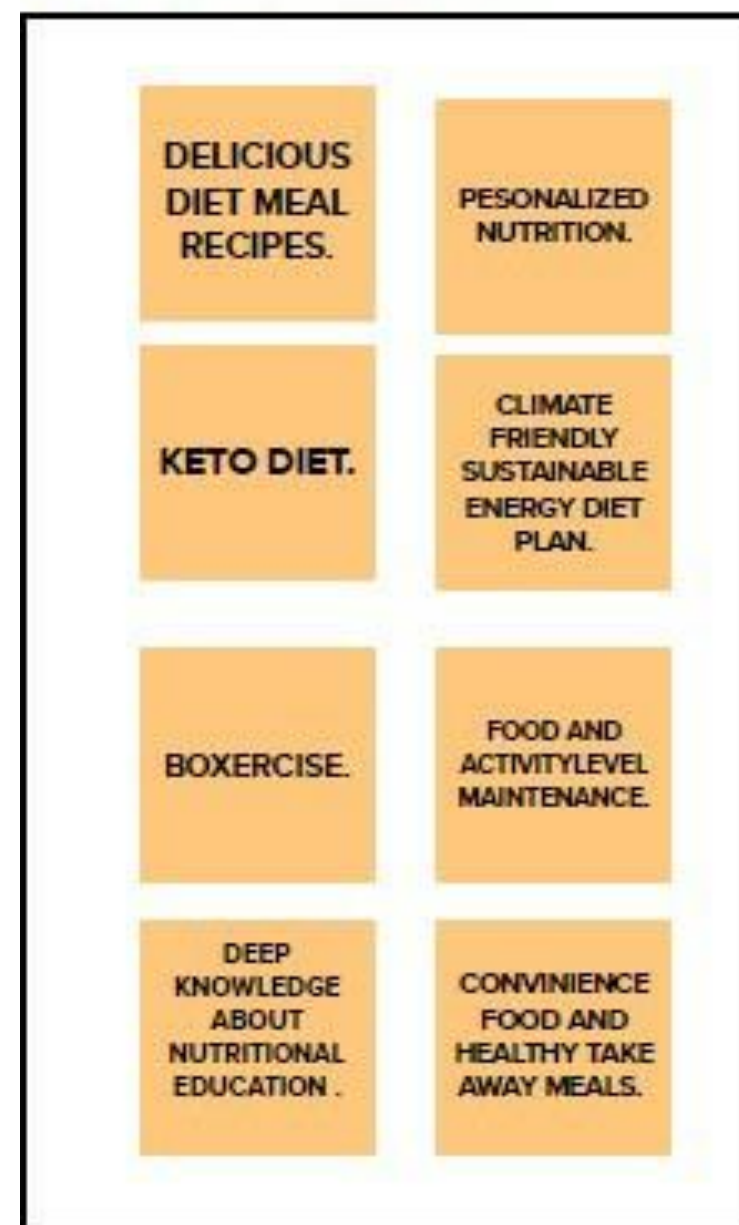 DELICIOUS
DIET MEAL
RECIPES.
PESONALIZED
NUTRITION.
KETO DIET.
CLIMATE
FRIENDLY
SUSTAINABLE
ENERGY DIET
PLAN.
BOXERCISE.
FOOD AND
ACTIVITYLEVEL
MAINTENANCE.
DEEP
KNOWLEDGE
ABOUT
NUTRITIONAL
EDUCATION .
CONVINIENCE
FOOD AND
HEALTHY TAKE
AWAY MEALS.